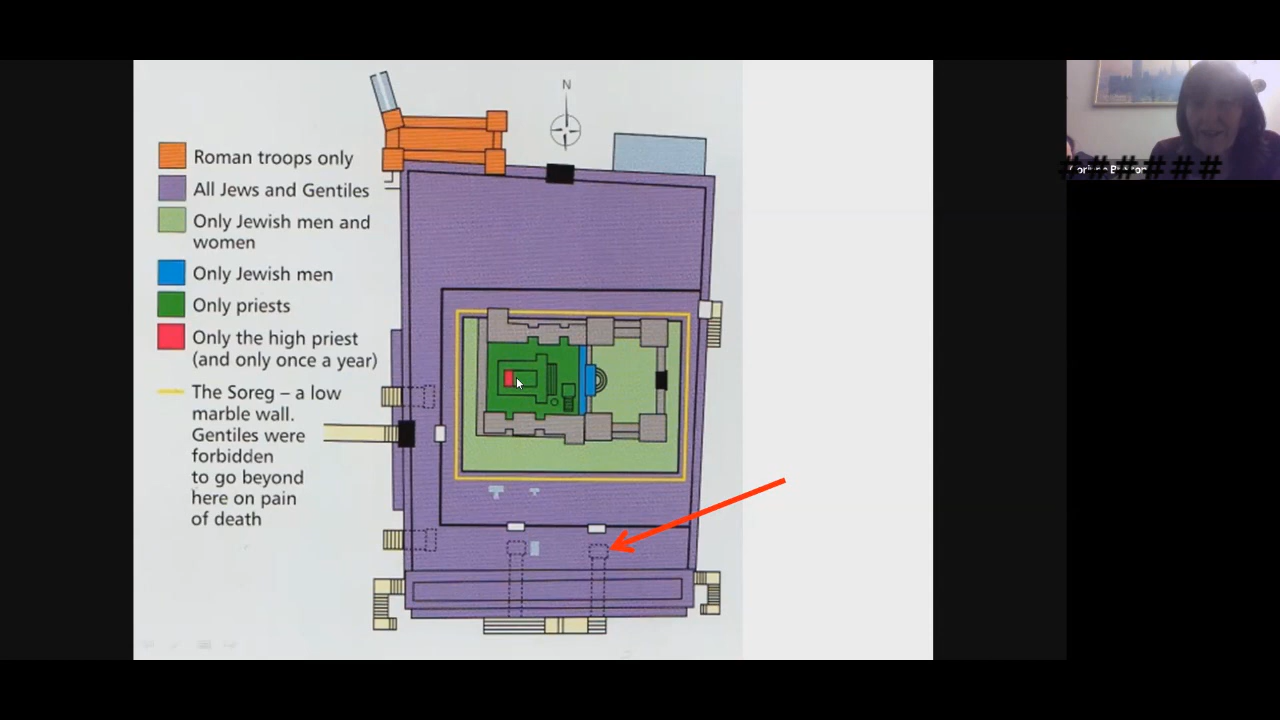 N
Roman troops only
All Jews and Gentiles
Only Jewish men and
women
Only Jewish men
Only priests
Only the high priest
(and only once a year)
The Soreg – a low
marble wall.
Gentiles were
forbidden
to go beyond
here on pain
of death
######